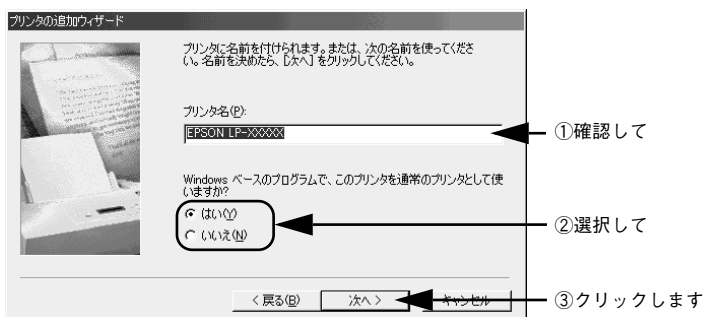 プリンタの追加ウィザード
プリンタに名前を付けられます。または、次の名前を使ってくださ
い。名前を決めたら、[次へ] をクリックしてください。
プリンタ名(P):
EPSON LP-XXXXX
①確認して
Windows ベースのプログラムで、このプリンタを通常のプリンタとして使
いますか?
はい(Y)
いいえ(N)
②選択して
< 戻る(B)
次へ >
キャンセル
③クリックします